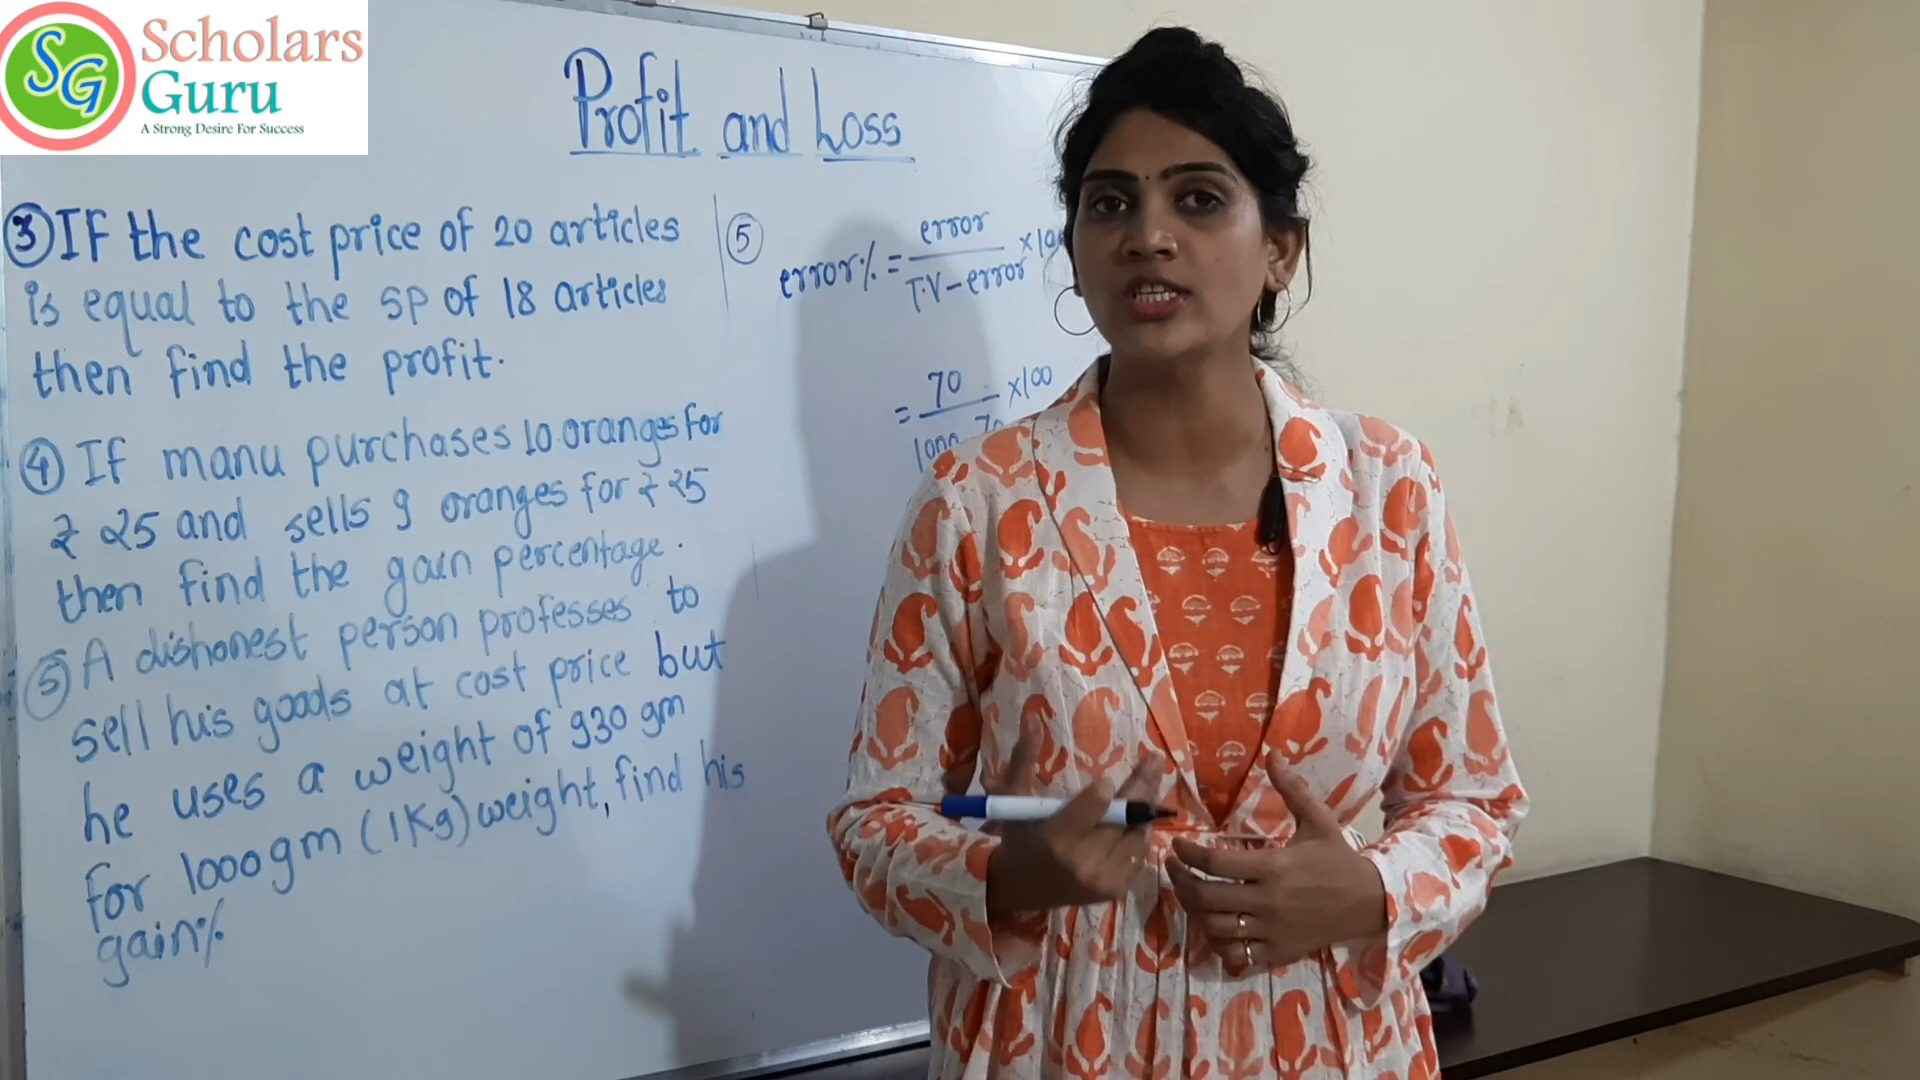 SG
Scholars
Guru
A Strong Desire For Success
Profit and Loss
③ IF the cost price of 20 articles
is equal to the SP of 18 articles
then find the profit.
④ If manu purchases 10 oranges for
₹ 25 and sells 9 oranges for ₹ 25
then find the gain percentage.
⑤ A dishonest person professes to
sell his goods at cost price but
he uses a weight of 930 gm
for 1000gm (1Kg) weight, find his
gain%
⑤
error% = error / T.V - error
= 70 / 1000 - 70 ×100